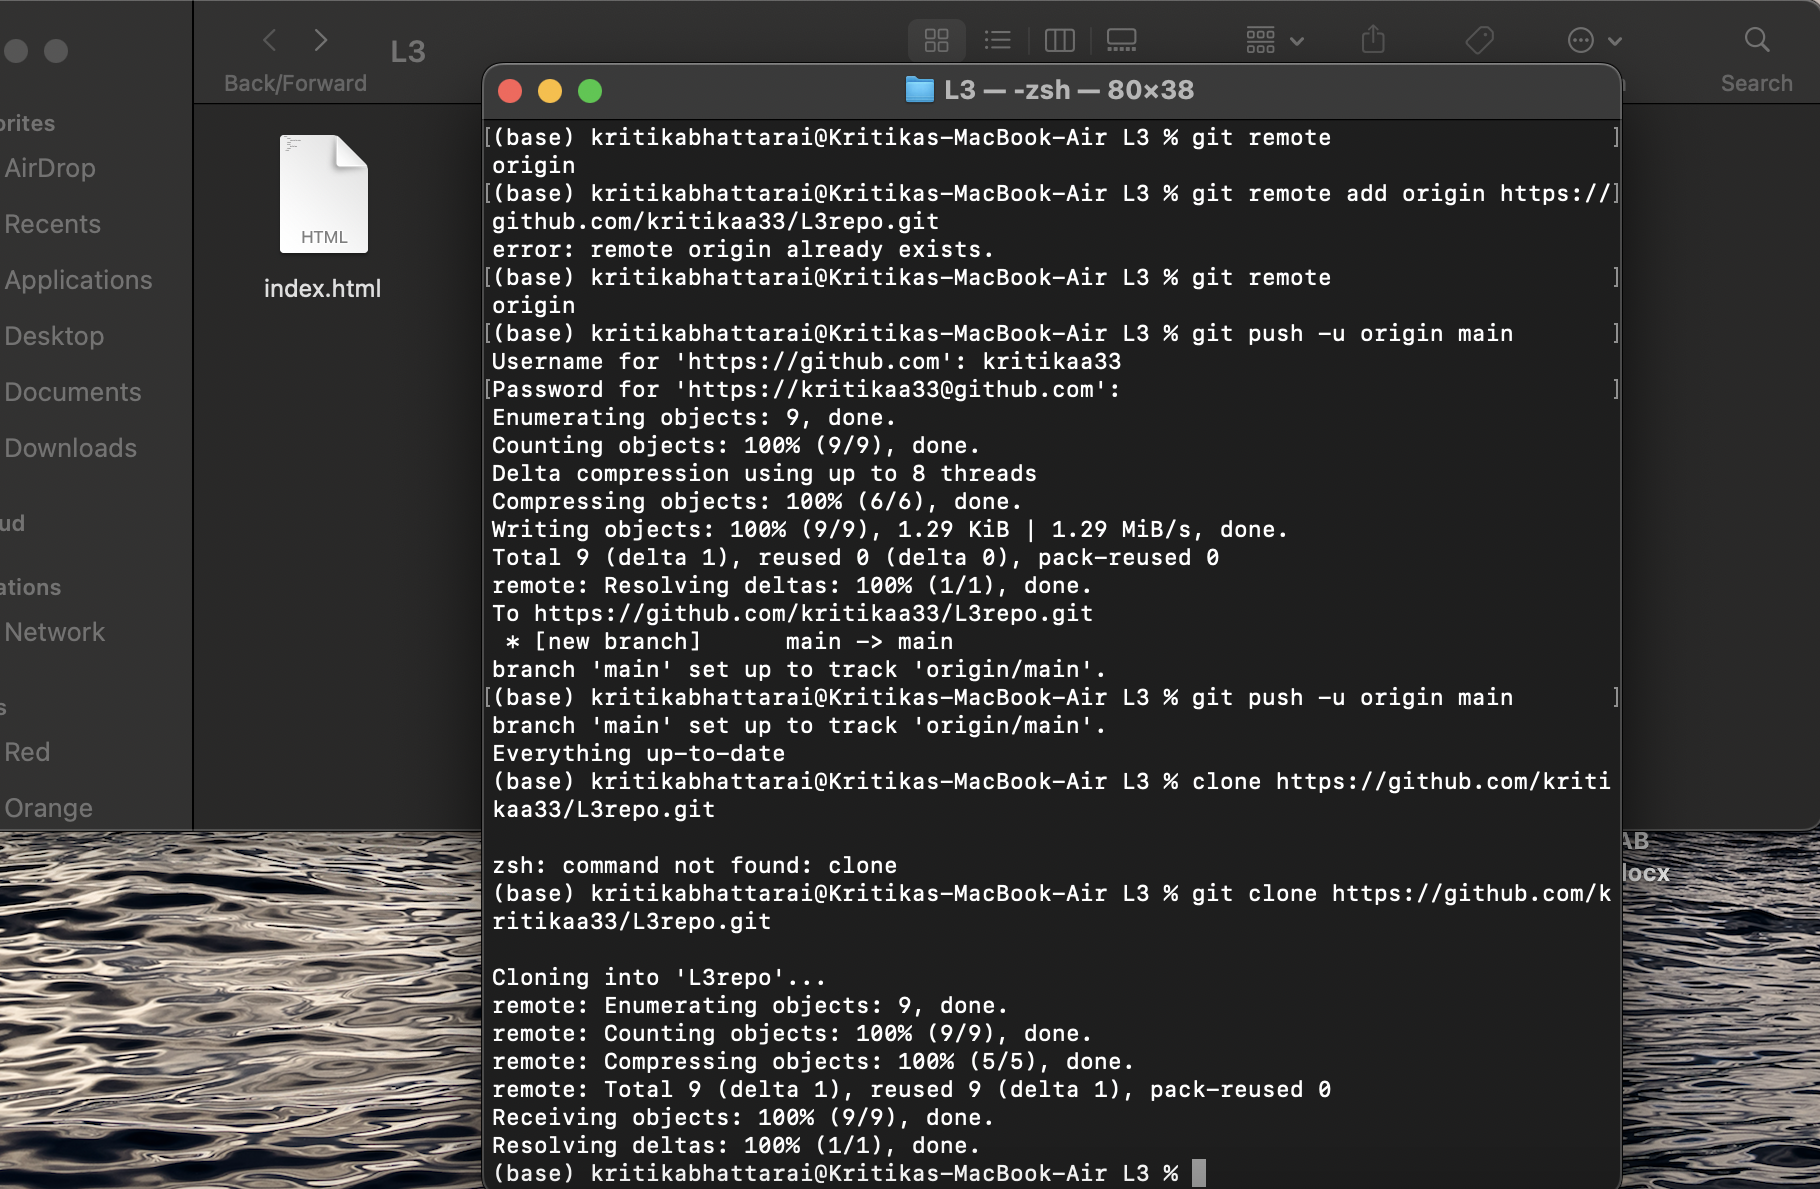 L3
Back/Forward
Search
orites
AirDrop
Recents
Applications
Desktop
Documents
Downloads
ud
ations
Network
s
Red
Orange
HTML
index.html
L3 — -zsh — 80×38
(base) kritikabhattarai@Kritikas-MacBook-Air L3 % git remote
origin
(base) kritikabhattarai@Kritikas-MacBook-Air L3 % git remote add origin https://
github.com/kritikaa33/L3repo.git
error: remote origin already exists.
(base) kritikabhattarai@Kritikas-MacBook-Air L3 % git remote
origin
(base) kritikabhattarai@Kritikas-MacBook-Air L3 % git push -u origin main
Username for 'https://github.com': kritikaa33
Password for 'https://kritikaa33@github.com':
Enumerating objects: 9, done.
Counting objects: 100% (9/9), done.
Delta compression using up to 8 threads
Compressing objects: 100% (6/6), done.
Writing objects: 100% (9/9), 1.29 KiB | 1.29 MiB/s, done.
Total 9 (delta 1), reused 0 (delta 0), pack-reused 0
remote: Resolving deltas: 100% (1/1), done.
To https://github.com/kritikaa33/L3repo.git
 * [new branch]      main -> main
branch 'main' set up to track 'origin/main'.
(base) kritikabhattarai@Kritikas-MacBook-Air L3 % git push -u origin main
branch 'main' set up to track 'origin/main'.
Everything up-to-date
(base) kritikabhattarai@Kritikas-MacBook-Air L3 % clone https://github.com/kriti
kaa33/L3repo.git
zsh: command not found: clone
(base) kritikabhattarai@Kritikas-MacBook-Air L3 % git clone https://github.com/k
ritikaa33/L3repo.git
Cloning into 'L3repo'...
remote: Enumerating objects: 9, done.
remote: Counting objects: 100% (9/9), done.
remote: Compressing objects: 100% (5/5), done.
remote: Total 9 (delta 1), reused 9 (delta 1), pack-reused 0
Receiving objects: 100% (9/9), done.
Resolving deltas: 100% (1/1), done.
(base) kritikabhattarai@Kritikas-MacBook-Air L3 %
AB
docx